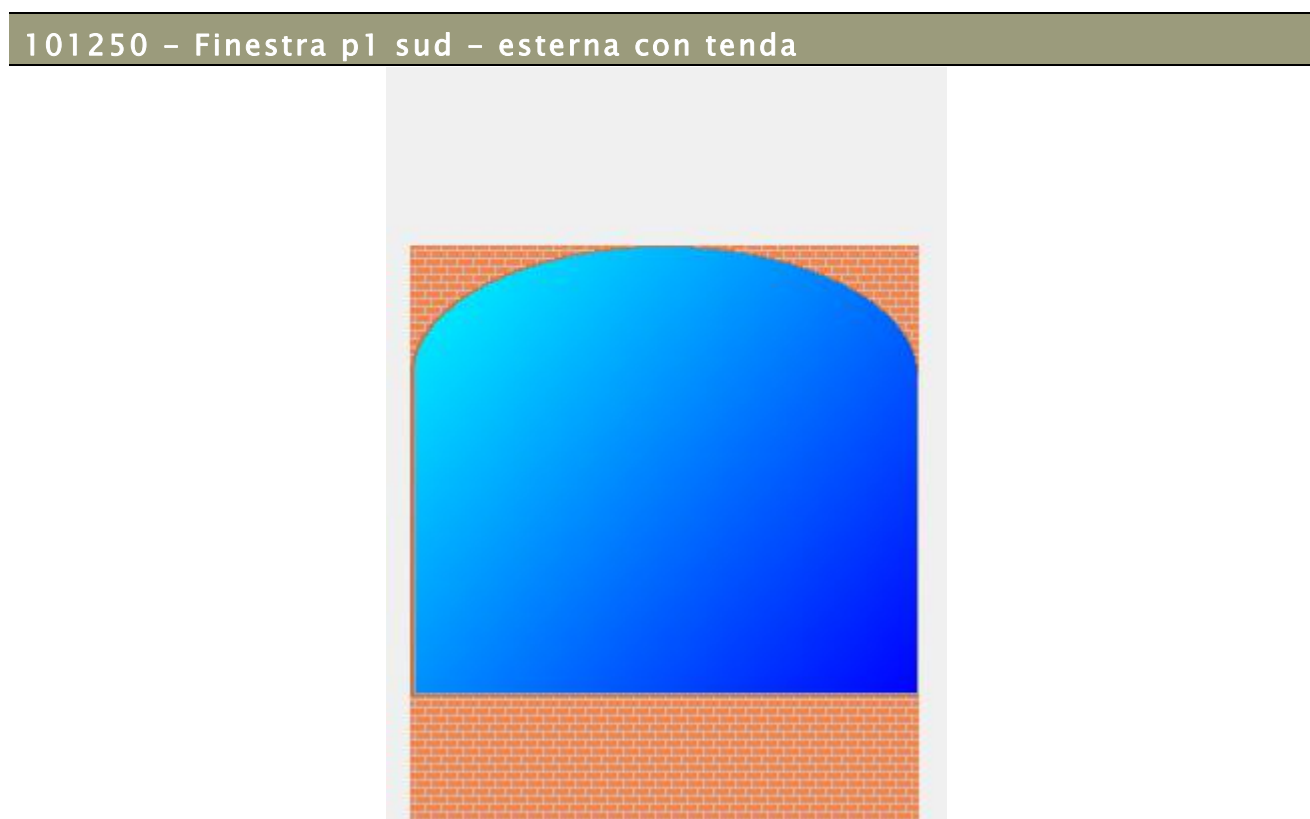 101250 – Finestra p1 sud – esterna con tenda